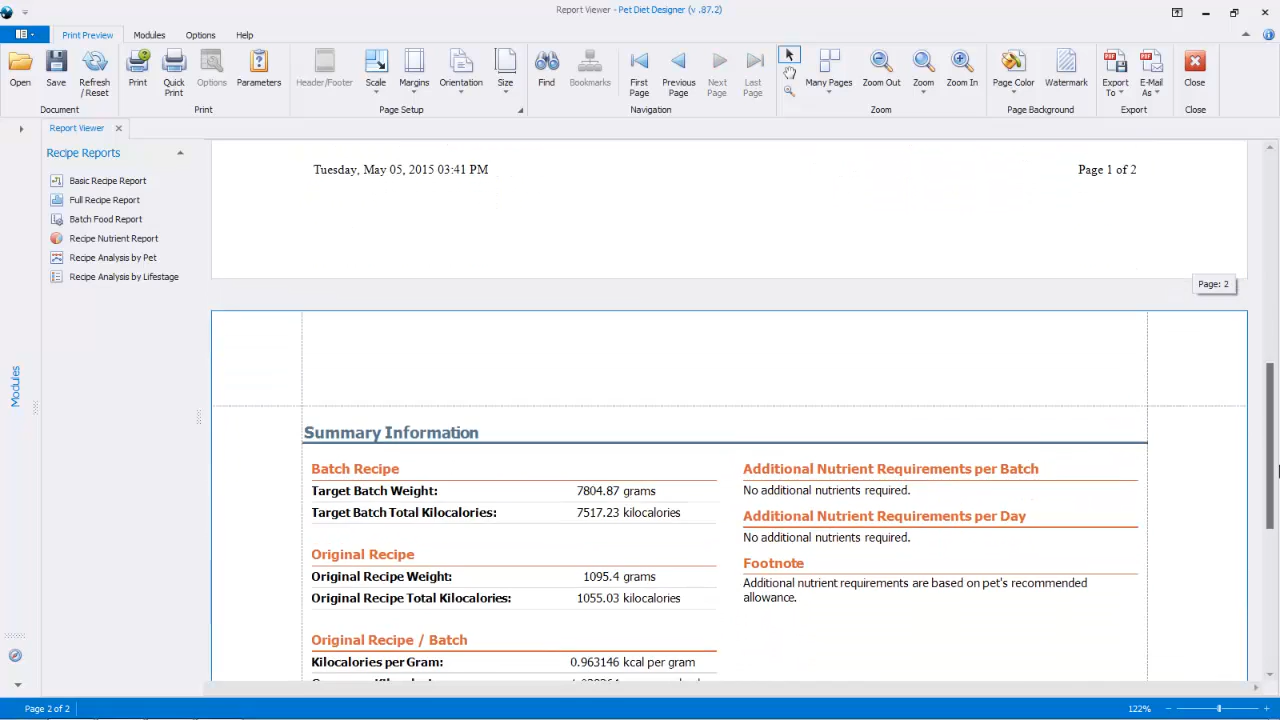 Report Viewer - Pet Diet Designer (v .87.2)
Print Preview Modules Options Help
Open Save Refresh / Reset Print Quick Print Options Parameters Header/Footer Scale Margins Orientation Size Find Bookmarks First Page Previous Page Next Page Last Page Many Pages Zoom Out Zoom Zoom In Page Color Watermark Export To E-Mail As Close
Document Print Page Setup Navigation Zoom Page Background Export Close
Report Viewer
Recipe Reports
Basic Recipe Report
Full Recipe Report
Batch Food Report
Recipe Nutrient Report
Recipe Analysis by Pet
Recipe Analysis by Lifestage
Modules
Tuesday, May 05, 2015 03:41 PM Page 1 of 2
Page: 2
Summary Information
Batch Recipe
Target Batch Weight: 7804.87 grams
Target Batch Total Kilocalories: 7517.23 kilocalories
Original Recipe
Original Recipe Weight: 1095.4 grams
Original Recipe Total Kilocalories: 1055.03 kilocalories
Original Recipe / Batch
Kilocalories per Gram: 0.963146 kcal per gram
Additional Nutrient Requirements per Batch
No additional nutrients required.
Additional Nutrient Requirements per Day
No additional nutrients required.
Footnote
Additional nutrient requirements are based on pet's recommended
allowance.
Page 2 of 2 122%